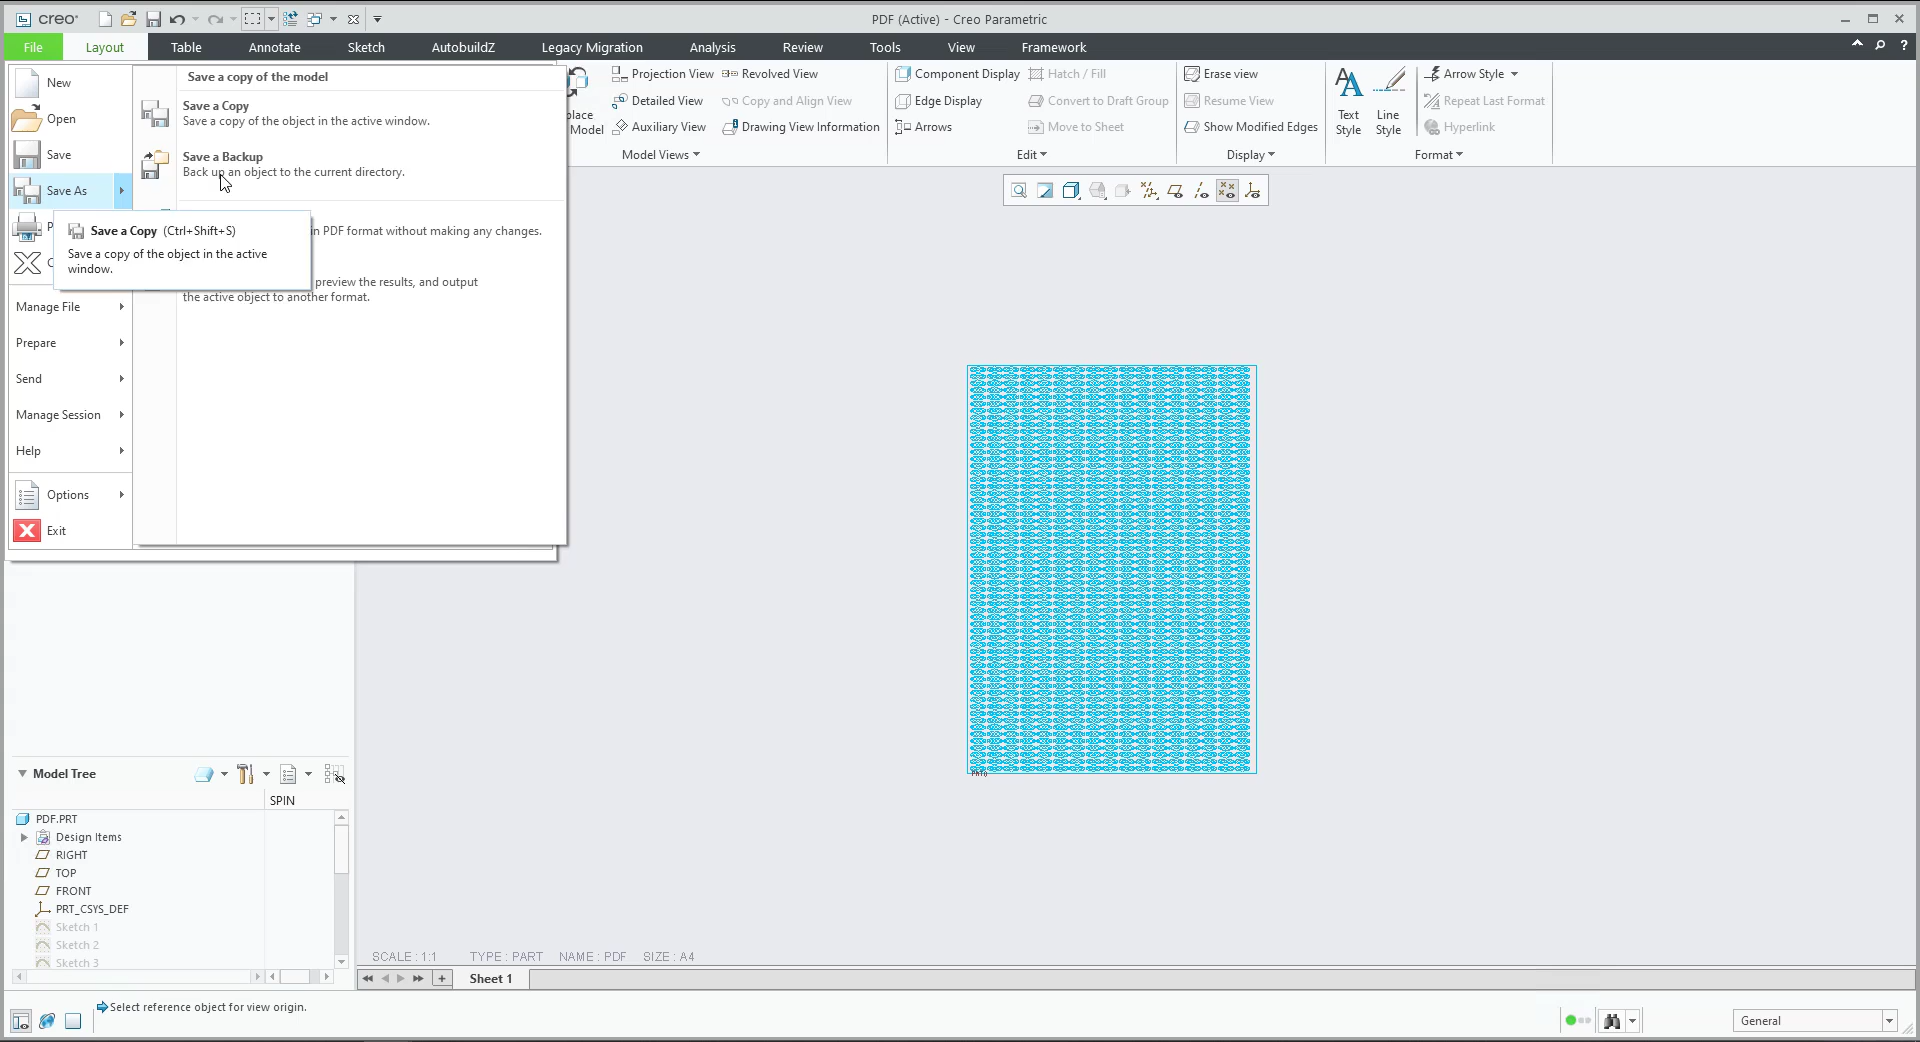 creo°
PDF (Active) - Creo Parametric
File
Layout
Table
Annotate
Sketch
AutobuildZ
Legacy Migration
Analysis
Review
Tools
View
Framework
New
Open
Save
Save As
Manage File
Prepare
Send
Manage Session
Help
Options
Exit
Save a copy of the model
Save a Copy
Save a copy of the object in the active window.
Save a Backup
Back up an object to the current directory.
in PDF format without making any changes.
preview the results, and output
the active object to another format.
Save a Copy (Ctrl+Shift+S)
Save a copy of the object in the active
window.
Model
Projection View
Detailed View
Auxiliary View
Revolved View
Copy and Align View
Drawing View Information
Model Views
Component Display
Edge Display
Arrows
Hatch / Fill
Convert to Draft Group
Move to Sheet
Edit
Erase view
Resume View
Show Modified Edges
Display
Text
Style
Line
Style
Arrow Style
Repeat Last Format
Hyperlink
Format
Model Tree
SPIN
PDF.PRT
Design Items
RIGHT
TOP
FRONT
PRT_CSYS_DEF
Sketch 1
Sketch 2
Sketch 3
SCALE : 1:1 TYPE : PART NAME : PDF SIZE : A4
Sheet 1
Select reference object for view origin.
General